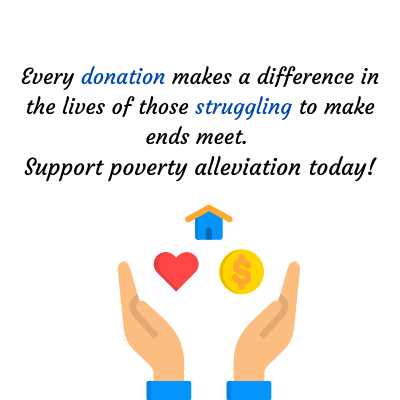 Every donation makes a difference in
the lives of those struggling to make
ends meet.
Support poverty alleviation today!
$